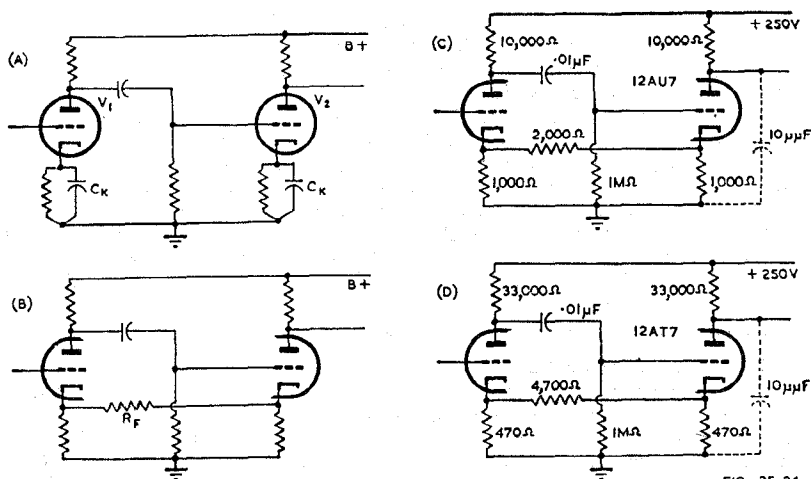 (A)
B+
V1
V2
CK
CK
(B)
B+
RF
(C)
+250V
10,000Ω
10,000Ω
.01µF
12AU7
2,000Ω
10µµF
1,000Ω
1MΩ
1,000Ω
(D)
+250V
33,000Ω
33,000Ω
.01µF
12AT7
4,700Ω
10µµF
470Ω
1MΩ
470Ω